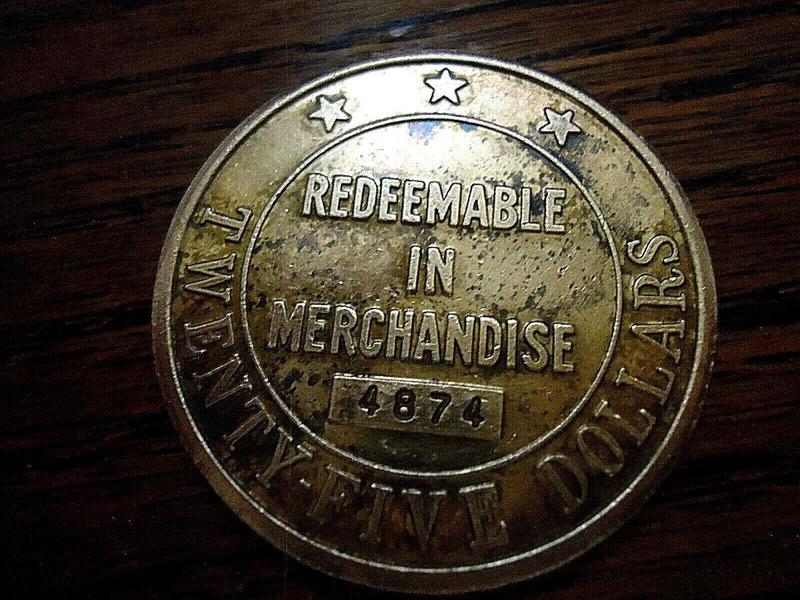 REDEEMABLE
IN
MERCHANDISE
4874
TWENTY-FIVE DOLLARS